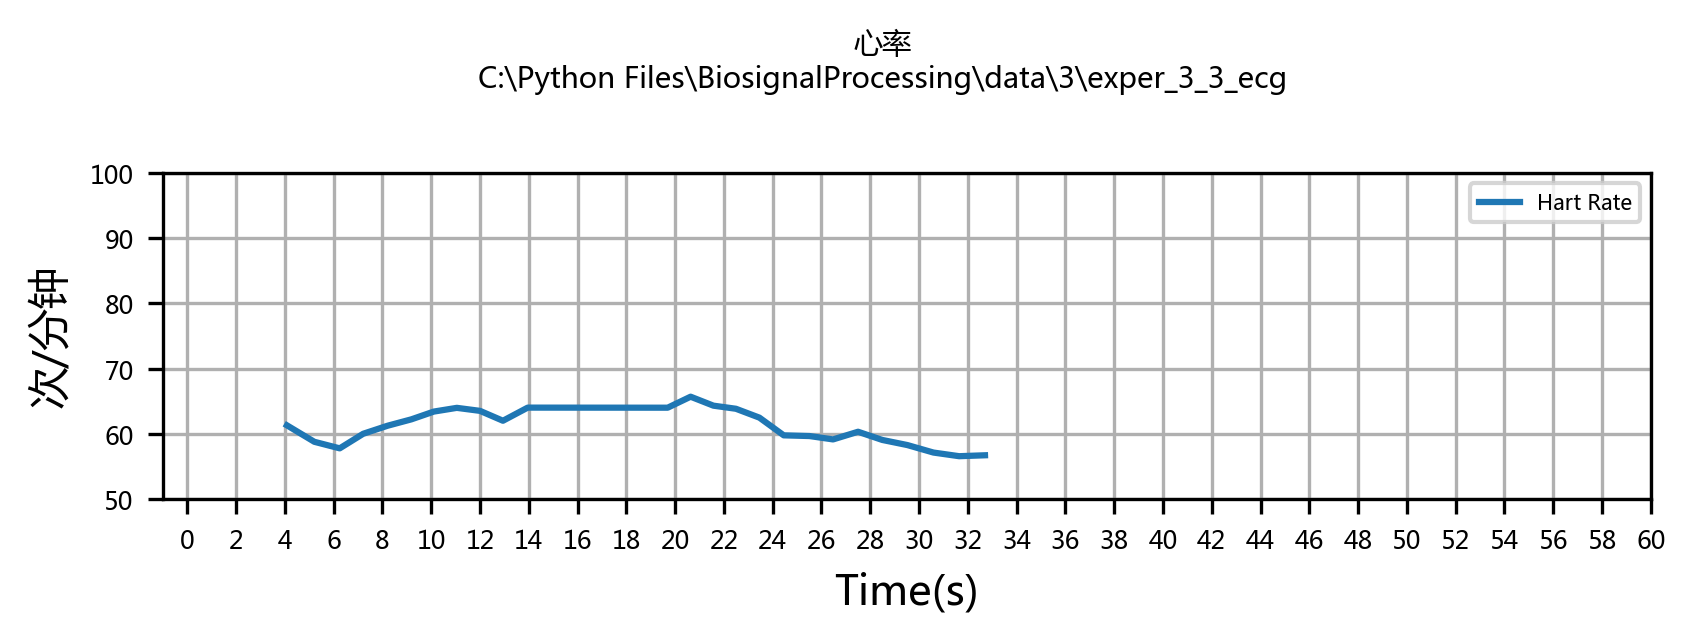 心率
C:\Python Files\BiosignalProcessing\data\3\exper_3_3_ecg
100
90
80
70
60
50
次/分钟
Hart Rate
0 2 4 6 8 10 12 14 16 18 20 22 24 26 28 30 32 34 36 38 40 42 44 46 48 50 52 54 56 58 60
Time(s)